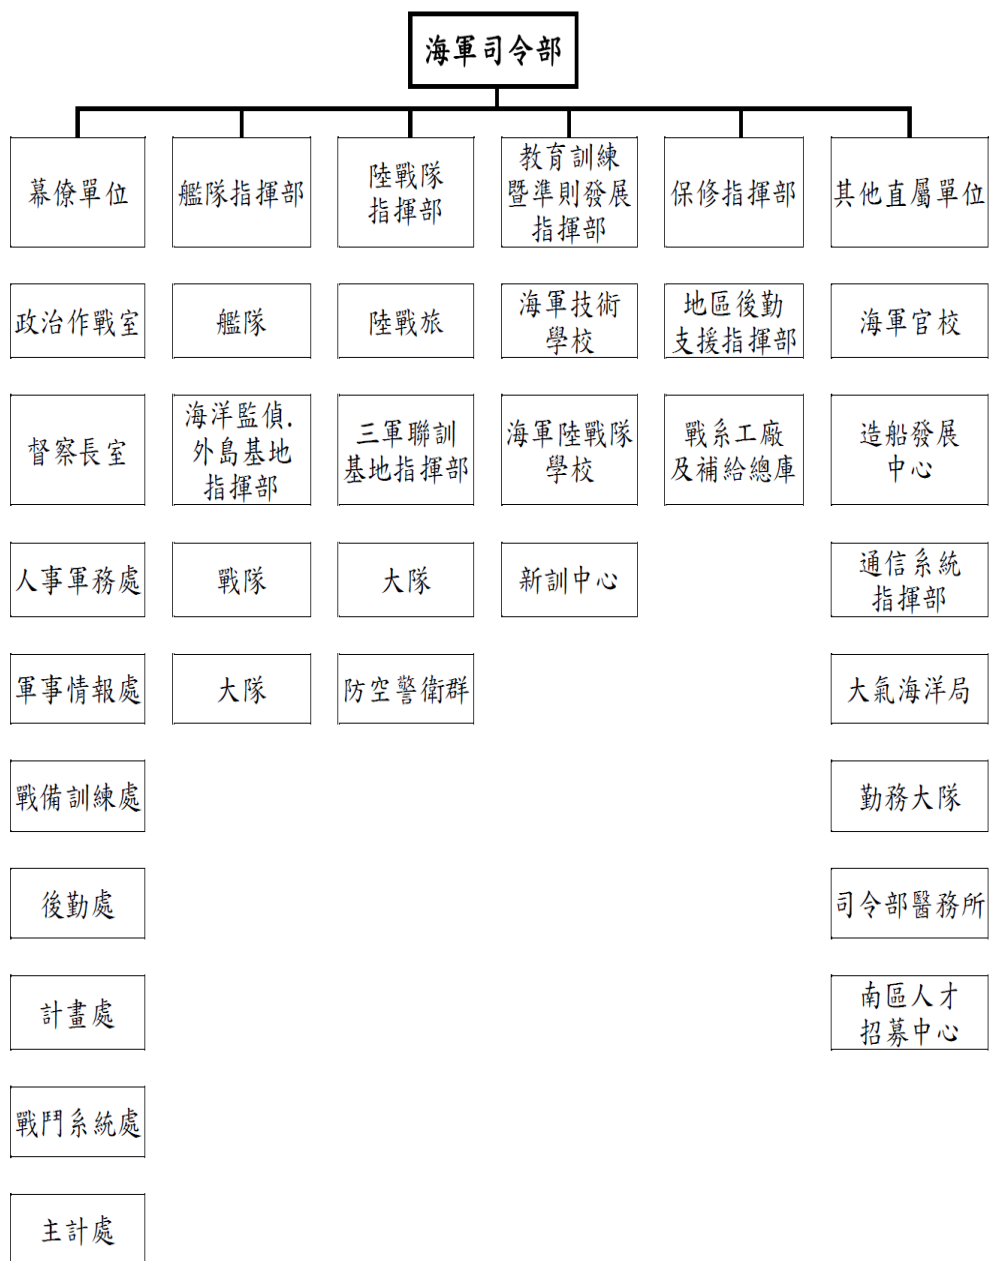 海軍司令部
幕僚單位
艦隊指揮部
陸戰隊
指揮部
教育訓練
暨準則發展
指揮部
保修指揮部
其他直屬單位
政治作戰室
艦隊
陸戰旅
海軍技術
學校
地區後勤
支援指揮部
海軍官校
督察長室
海洋監偵.
外島基地
指揮部
三軍聯訓
基地指揮部
海軍陸戰隊
學校
戰系工廠
及補給總庫
造船發展
中心
人事軍務處
戰隊
大隊
新訓中心
通信系統
指揮部
軍事情報處
大隊
防空警衛群
大氣海洋局
戰備訓練處
勤務大隊
後勤處
司令部醫務所
計畫處
南區人才
招募中心
戰鬥系統處
主計處